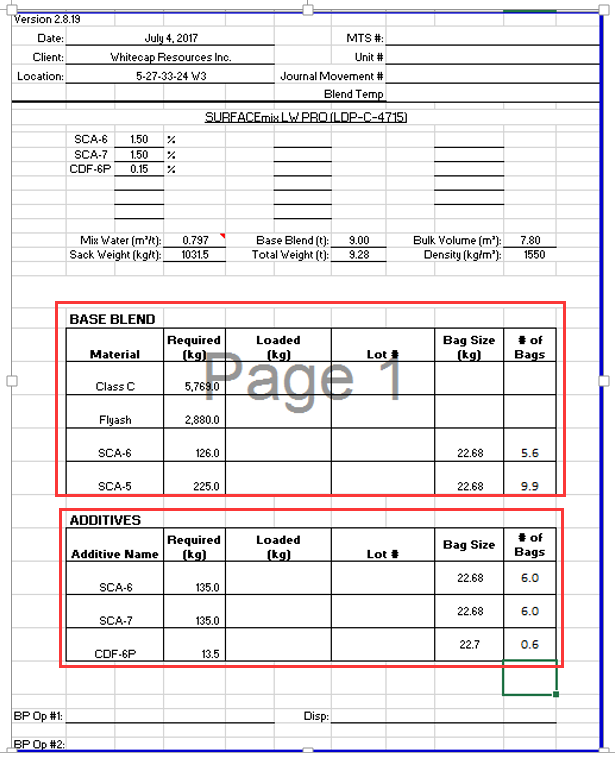 Version 2.8.19
Date: July 4, 2017 MTS #:
Client: Whitecap Resources Inc. Unit #
Location: 5-27-33-24 W3 Journal Movement #
Blend Temp
SURFACEmix LW PRO (LDP-C-4715)
SCA-6 1.50 %
SCA-7 1.50 %
CDF-6P 0.15 %
Mix Water (m³/t): 0.797 Base Blend (t): 9.00 Bulk Volume (m³): 7.80
Sack Weight (kg/t): 1031.5 Total Weight (t): 9.28 Density (kg/m³): 1550
BASE BLEND
Material Required (kg) Loaded (kg) Lot # Bag Size (kg) # of Bags
Page 1
Class C 5,769.0
Flyash 2,880.0
SCA-6 126.0 22.68 5.6
SCA-5 225.0 22.68 9.9
ADDITIVES
Additive Name Required (kg) Loaded (kg) Lot # Bag Size # of Bags
SCA-6 135.0 22.68 6.0
SCA-7 135.0 22.68 6.0
CDF-6P 13.5 22.7 0.6
BP Op #1: Disp:
BP Op #2: